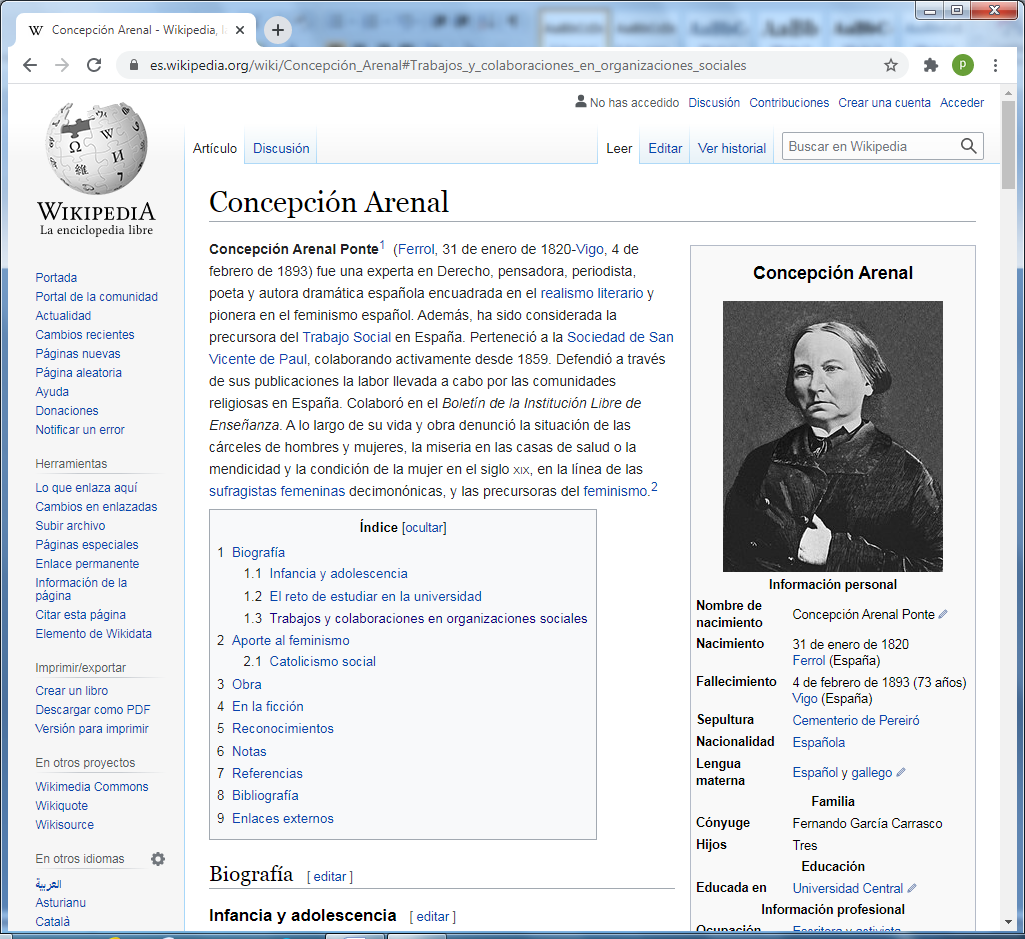 Concepción Arenal - Wikipedia, l
es.wikipedia.org/wiki/Concepción_Arenal#Trabajos_y_colaboraciones_en_organizaciones_sociales
P
No has accedido Discusión Contribuciones Crear una cuenta Acceder
WIKIPEDIA
La enciclopedia libre
Artículo Discusión Leer Editar Ver historial Buscar en Wikipedia
Portada
Portal de la comunidad
Actualidad
Cambios recientes
Páginas nuevas
Página aleatoria
Ayuda
Donaciones
Notificar un error
Herramientas
Lo que enlaza aquí
Cambios en enlazadas
Subir archivo
Páginas especiales
Enlace permanente
Información de la
página
Citar esta página
Elemento de Wikidata
Imprimir/exportar
Crear un libro
Descargar como PDF
Versión para imprimir
En otros proyectos
Wikimedia Commons
Wikiquote
Wikisource
En otros idiomas
العربية
Asturianu
Català
Concepción Arenal
Concepción Arenal Ponte1 (Ferrol, 31 de enero de 1820-Vigo, 4 de
febrero de 1893) fue una experta en Derecho, pensadora, periodista,
poeta y autora dramática española encuadrada en el realismo literario y
pionera en el feminismo español. Además, ha sido considerada la
precursora del Trabajo Social en España. Perteneció a la Sociedad de San
Vicente de Paul, colaborando activamente desde 1859. Defendió a través
de sus publicaciones la labor llevada a cabo por las comunidades
religiosas en España. Colaboró en el Boletín de la Institución Libre de
Enseñanza. A lo largo de su vida y obra denunció la situación de las
cárceles de hombres y mujeres, la miseria en las casas de salud o la
mendicidad y la condición de la mujer en el siglo XIX, en la línea de las
sufragistas femeninas decimonónicas, y las precursoras del feminismo.2
Índice [ocultar]
1 Biografía
1.1 Infancia y adolescencia
1.2 El reto de estudiar en la universidad
1.3 Trabajos y colaboraciones en organizaciones sociales
2 Aporte al feminismo
2.1 Catolicismo social
3 Obra
4 En la ficción
5 Reconocimientos
6 Notas
7 Referencias
8 Bibliografía
9 Enlaces externos
Biografía [ editar ]
Infancia y adolescencia [ editar ]
Concepción Arenal
Información personal
Nombre de
nacimiento Concepción Arenal Ponte
Nacimiento 31 de enero de 1820
Ferrol (España)
Fallecimiento 4 de febrero de 1893 (73 años)
Vigo (España)
Sepultura Cementerio de Pereiró
Nacionalidad Española
Lengua
materna Español y gallego
Familia
Cónyuge Fernando García Carrasco
Hijos Tres
Educación
Educada en Universidad Central
Información profesional
Ocupación Escritora y activista